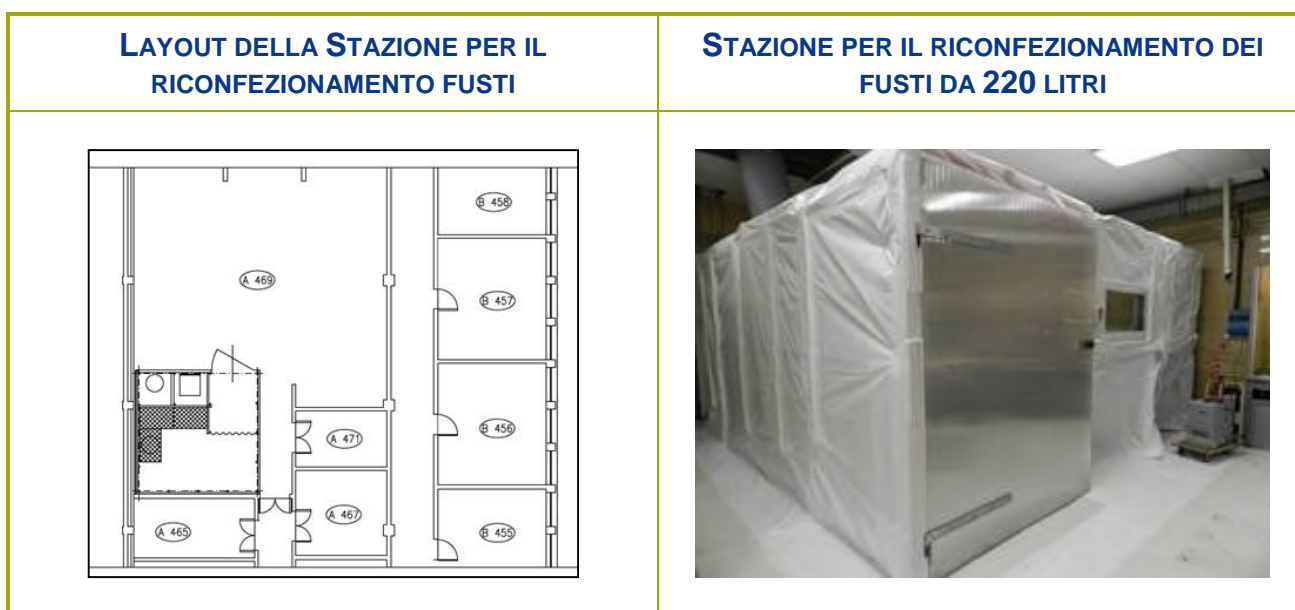 LAYOUT DELLA STAZIONE PER IL
RICONFEZIONAMENTO FUSTI
STAZIONE PER IL RICONFEZIONAMENTO DEI
FUSTI DA 220 LITRI
B 458
A 469
B 457
A 471
B 456
A 467
A 465
B 455